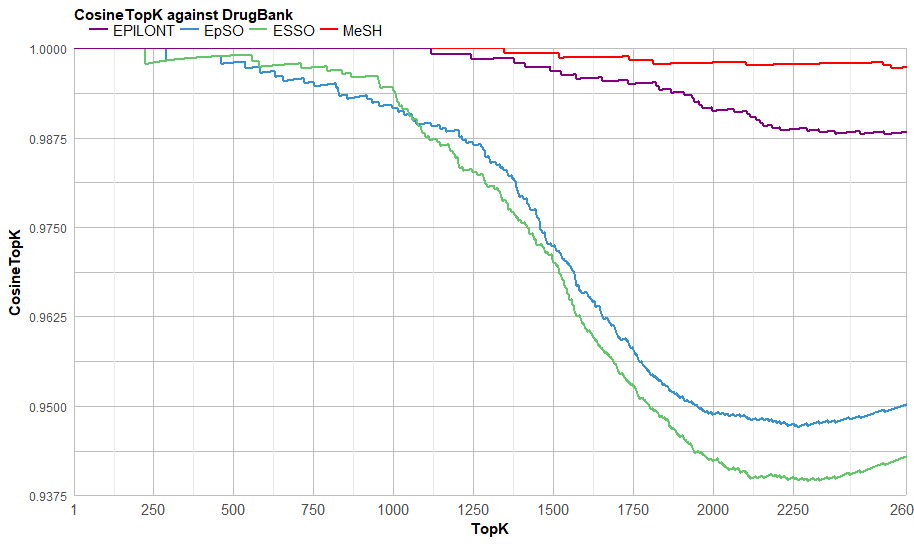 CosineTopK against DrugBank
EPILONT EpSO ESSO MeSH
1.0000
0.9875
0.9750
0.9625
0.9500
0.9375
CosineTopK
1 250 500 750 1000 1250 1500 1750 2000 2250 260
TopK